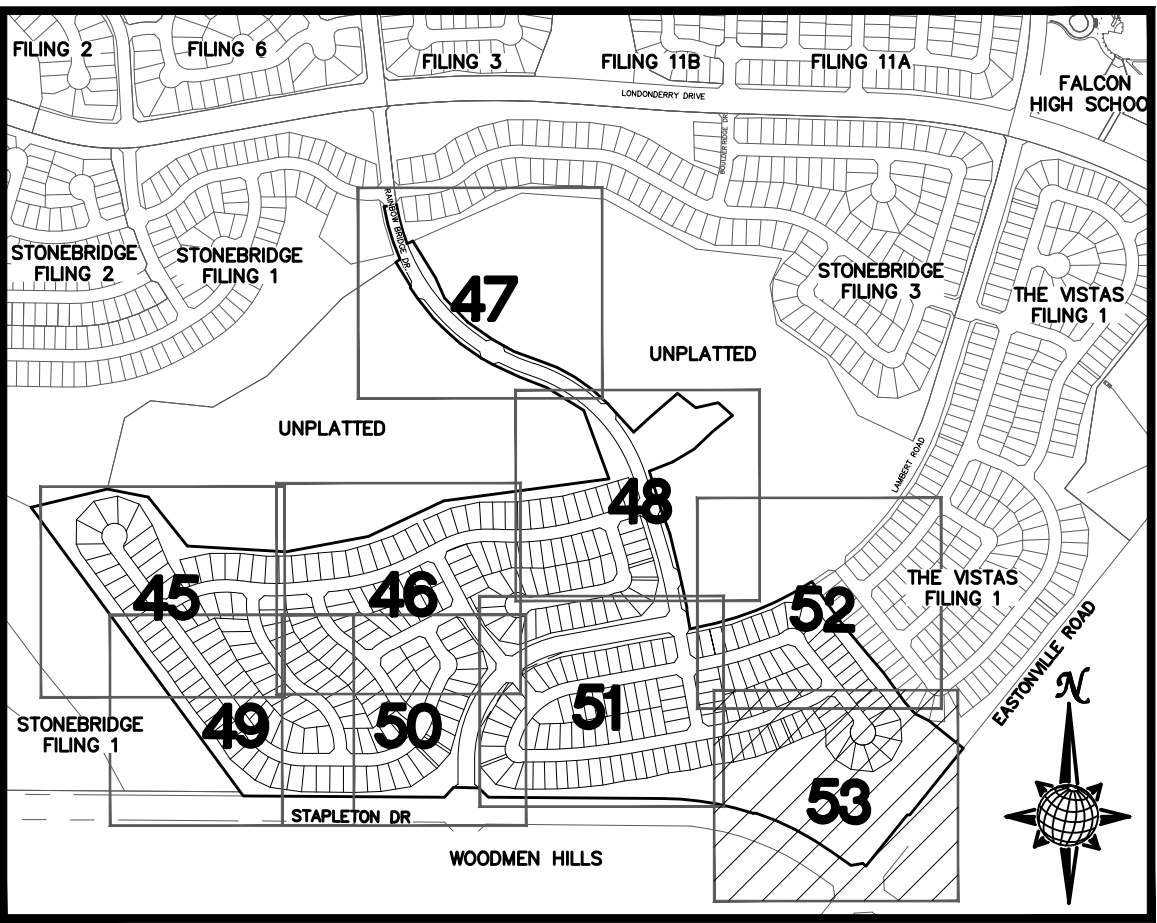 FILING 2
FILING 6
FILING 3
FILING 11B
FILING 11A
FALCON
HIGH SCHOO
LONDONDERRY DRIVE
BOULDER RIDGE DR
RAINBOW BRIDGE DR.
STONEBRIDGE
FILING 2
STONEBRIDGE
FILING 1
STONEBRIDGE
FILING 3
THE VISTAS
FILING 1
47
UNPLATTED
UNPLATTED
LAMBERT ROAD
48
45
46
52
THE VISTAS
FILING 1
EASTONVILLE ROAD
N
STONEBRIDGE
FILING 1
49
50
51
53
STAPLETON DR
WOODMEN HILLS